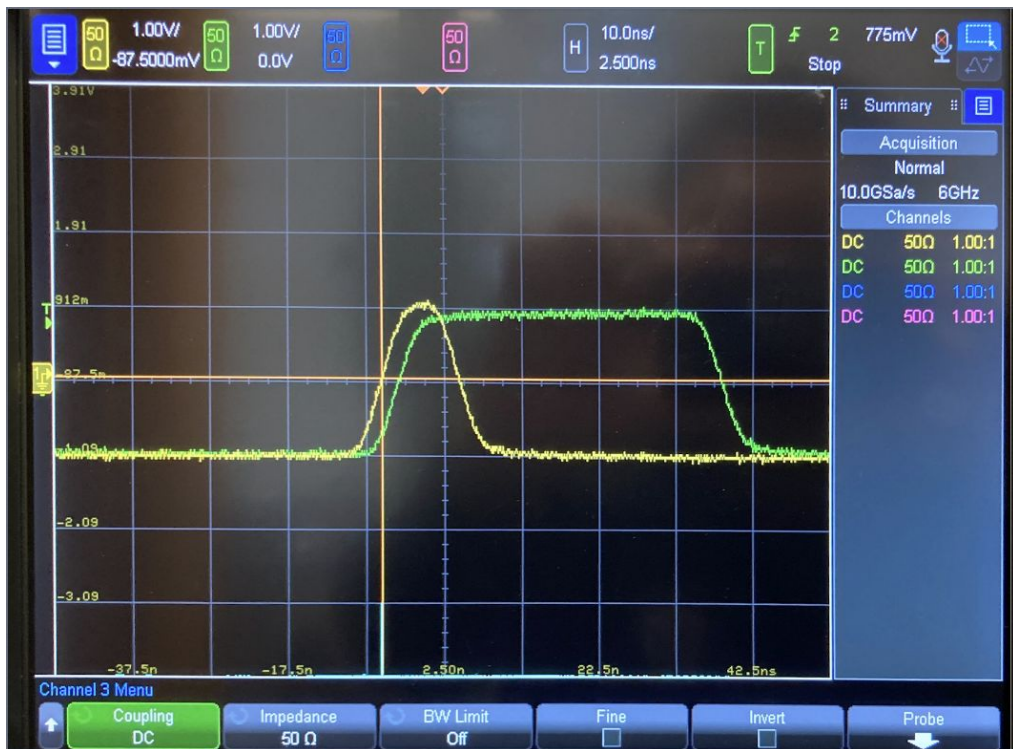 50 Ω 1.00V/ 50 Ω 1.00V/ 50 Ω 50 Ω H 10.0ns/ T 2 775mV
-87.5000mV 0.0V 2.500ns Stop
3.91V
2.91
1.91
912m
T
-87.5m
1
-1.09
-2.09
-3.09
-37.5n -17.5n 2.50n 22.5n 42.5ns
Summary
Acquisition
Normal
10.0GSa/s 6GHz
Channels
DC 50Ω 1.00:1
DC 50Ω 1.00:1
DC 50Ω 1.00:1
DC 50Ω 1.00:1
Channel 3 Menu
Coupling Impedance BW Limit Fine Invert Probe
DC 50 Ω Off